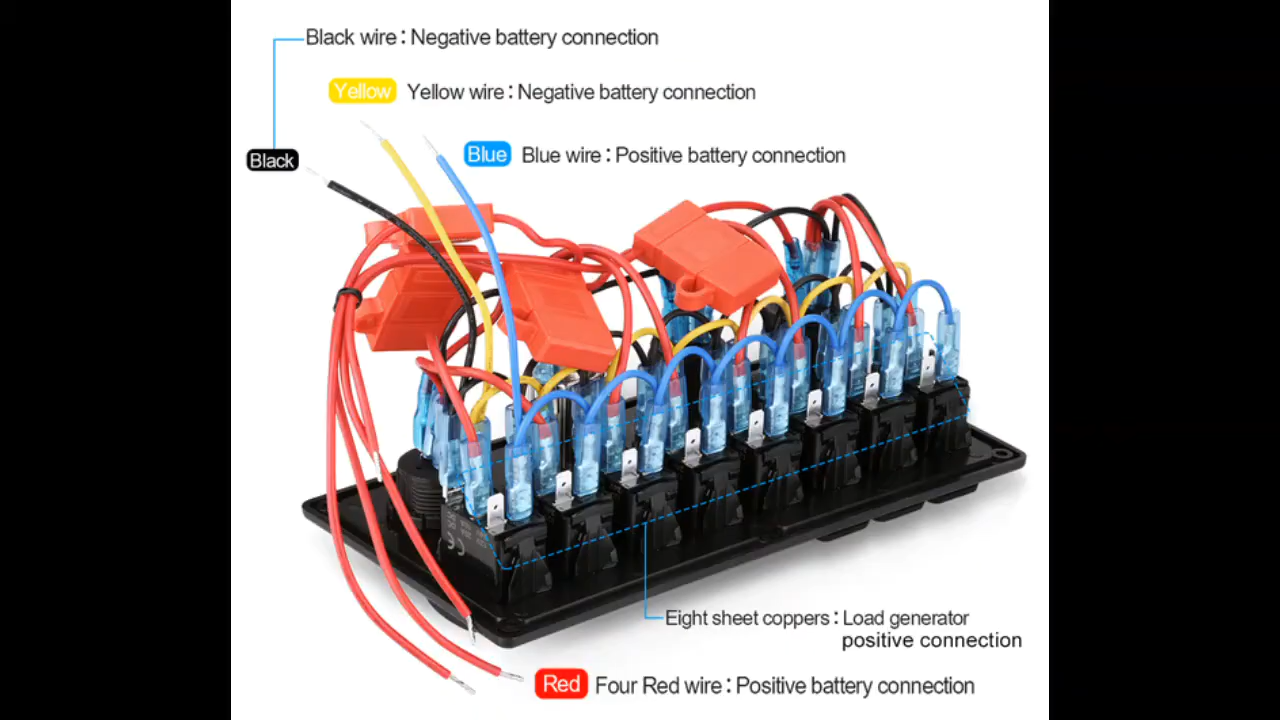 Black wire : Negative battery connection
Yellow Yellow wire : Negative battery connection
Blue Blue wire : Positive battery connection
Black
CE
Eight sheet coppers : Load generator
positive connection
Red Four Red wire : Positive battery connection